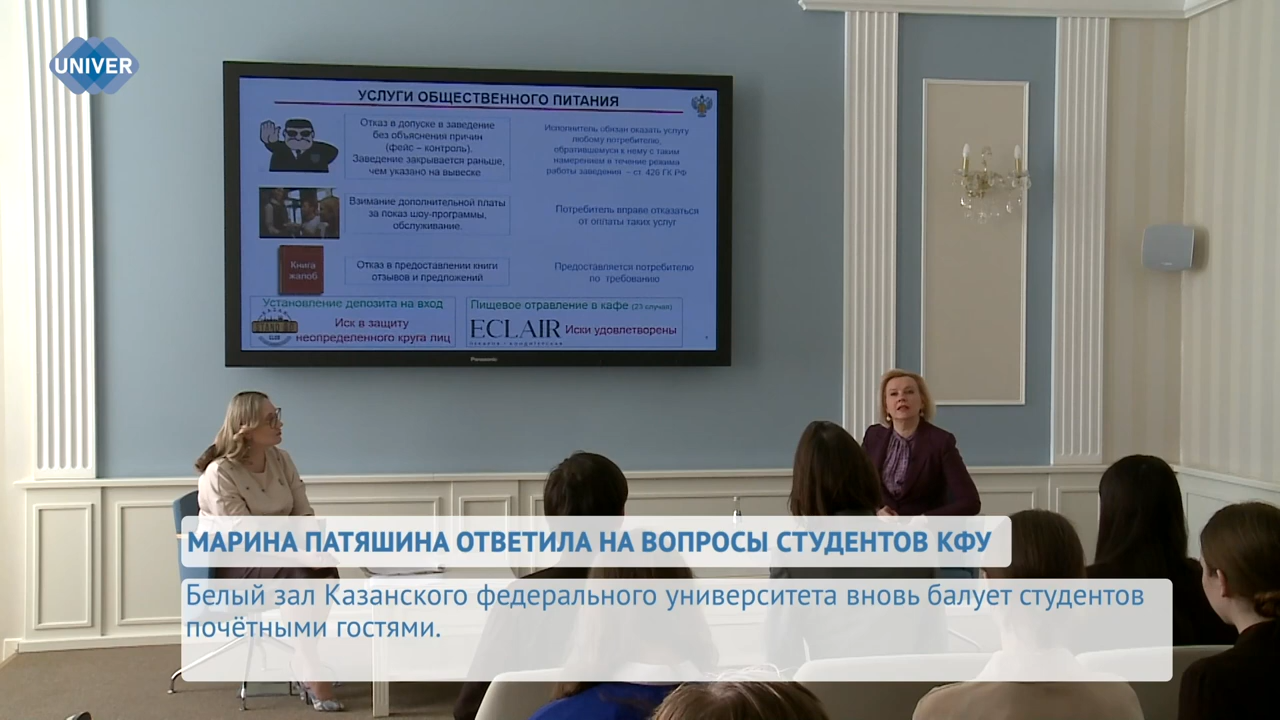 UNIVER
УСЛУГИ ОБЩЕСТВЕННОГО ПИТАНИЯ
Отказ в допуске в заведение
без объяснения причин
(фейс – контроль).
Заведение закрывается раньше,
чем указано на вывеске
Исполнитель обязан оказать услугу
любому потребителю,
обратившемуся к нему с таким
намерением в течение режима
работы заведения – ст. 426 ГК РФ
Взимание дополнительной платы
за показ шоу-программы,
обслуживание.
Потребитель вправе отказаться
от оплаты таких услуг
Книга
жалоб
Отказ в предоставлении книги
отзывов и предложений
Предоставляется потребителю
по требованию
Установление депозита на вход
Иск в защиту
неопределенного круга лиц
Пищевое отравление в кафе (23 случая)
ECLAIR Иски удовлетворены
Panasonic
МАРИНА ПАТЯШИНА ОТВЕТИЛА НА ВОПРОСЫ СТУДЕНТОВ КФУ
Белый зал Казанского федерального университета вновь балует студентов
почётными гостями.